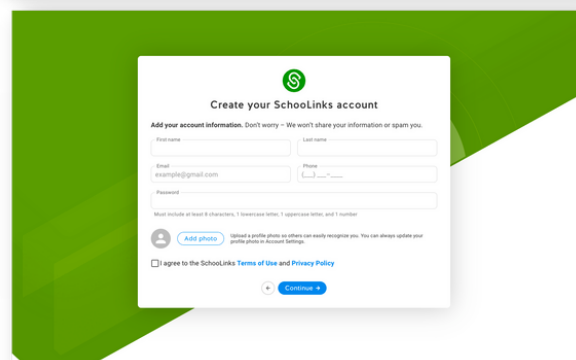 Create your SchooLinks account
Add your account information. Don't worry – We won't share your information or spam you.
First name
Last name
Email
example@gmail.com
Phone
(__)__-____
Password
Must include at least 8 characters, 1 lowercase letter, 1 uppercase letter, and 1 number
Add photo
Upload a profile photo so others can easily recognize you. You can always update your
profile photo in Account Settings.
I agree to the SchooLinks Terms of Use and Privacy Policy
Continue